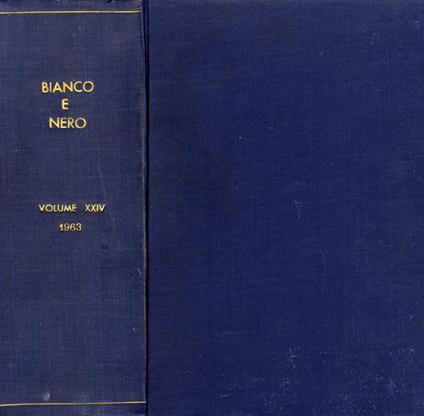 BIANCO
E
NERO
VOLUME XXIV
1963